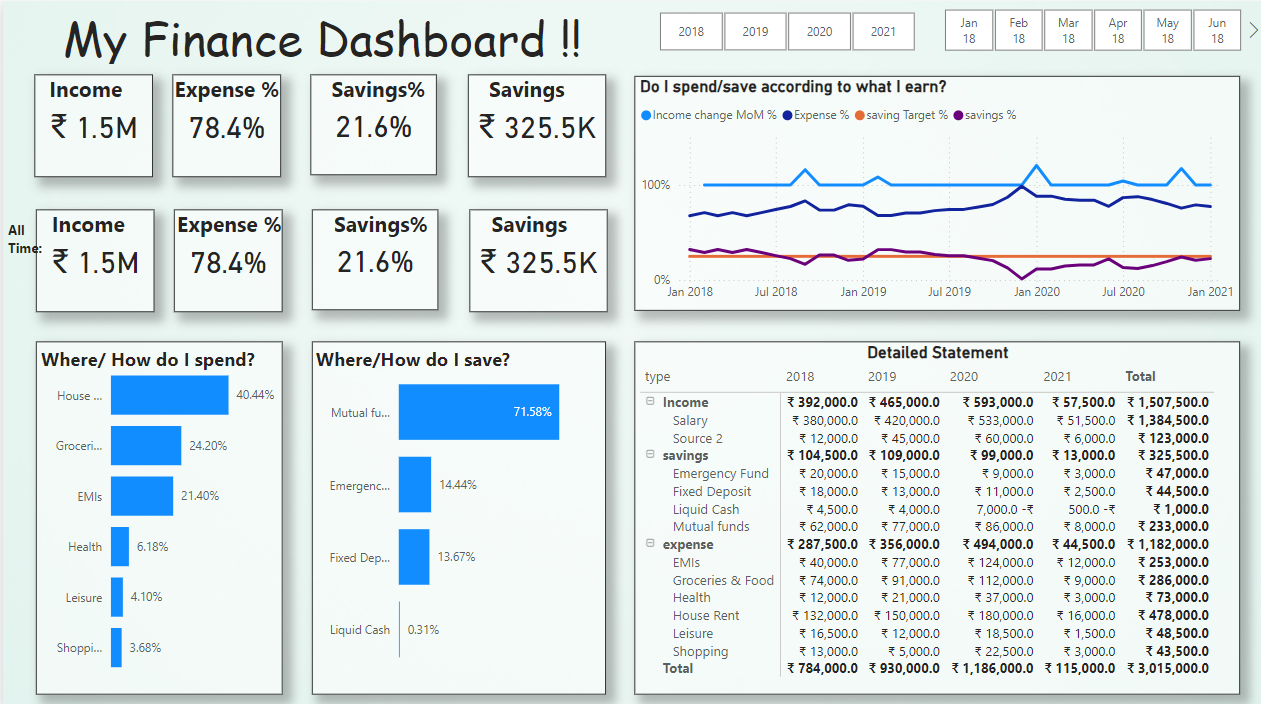 My Finance Dashboard !!
2018 2019 2020 2021
Jan 18 Feb 18 Mar 18 Apr 18 May 18 Jun 18
Income
₹ 1.5M
Expense %
78.4%
Savings%
21.6%
Savings
₹ 325.5K
All Time:
Income
₹ 1.5M
Expense %
78.4%
Savings%
21.6%
Savings
₹ 325.5K
Do I spend/save according to what I earn?
Income change MoM % Expense % saving Target % savings %
100%
0%
Jan 2018 Jul 2018 Jan 2019 Jul 2019 Jan 2020 Jul 2020 Jan 2021
Where/ How do I spend?
House ... 40.44%
Groceri... 24.20%
EMIs 21.40%
Health 6.18%
Leisure 4.10%
Shoppi... 3.68%
Where/How do I save?
Mutual fu... 71.58%
Emergenc... 14.44%
Fixed Dep... 13.67%
Liquid Cash 0.31%
Detailed Statement
type 2018 2019 2020 2021 Total
Income ₹ 392,000.0 ₹ 465,000.0 ₹ 593,000.0 ₹ 57,500.0 ₹ 1,507,500.0
Salary ₹ 380,000.0 ₹ 420,000.0 ₹ 533,000.0 ₹ 51,500.0 ₹ 1,384,500.0
Source 2 ₹ 12,000.0 ₹ 45,000.0 ₹ 60,000.0 ₹ 6,000.0 ₹ 123,000.0
savings ₹ 104,500.0 ₹ 109,000.0 ₹ 99,000.0 ₹ 13,000.0 ₹ 325,500.0
Emergency Fund ₹ 20,000.0 ₹ 15,000.0 ₹ 9,000.0 ₹ 3,000.0 ₹ 47,000.0
Fixed Deposit ₹ 18,000.0 ₹ 13,000.0 ₹ 11,000.0 ₹ 2,500.0 ₹ 44,500.0
Liquid Cash ₹ 4,500.0 ₹ 4,000.0 7,000.0 -₹ 500.0 -₹ ₹ 1,000.0
Mutual funds ₹ 62,000.0 ₹ 77,000.0 ₹ 86,000.0 ₹ 8,000.0 ₹ 233,000.0
expense ₹ 287,500.0 ₹ 356,000.0 ₹ 494,000.0 ₹ 44,500.0 ₹ 1,182,000.0
EMIs ₹ 40,000.0 ₹ 77,000.0 ₹ 124,000.0 ₹ 12,000.0 ₹ 253,000.0
Groceries & Food ₹ 74,000.0 ₹ 91,000.0 ₹ 112,000.0 ₹ 9,000.0 ₹ 286,000.0
Health ₹ 12,000.0 ₹ 21,000.0 ₹ 37,000.0 ₹ 3,000.0 ₹ 73,000.0
House Rent ₹ 132,000.0 ₹ 150,000.0 ₹ 180,000.0 ₹ 16,000.0 ₹ 478,000.0
Leisure ₹ 16,500.0 ₹ 12,000.0 ₹ 18,500.0 ₹ 1,500.0 ₹ 48,500.0
Shopping ₹ 13,000.0 ₹ 5,000.0 ₹ 22,500.0 ₹ 3,000.0 ₹ 43,500.0
Total ₹ 784,000.0 ₹ 930,000.0 ₹ 1,186,000.0 ₹ 115,000.0 ₹ 3,015,000.0